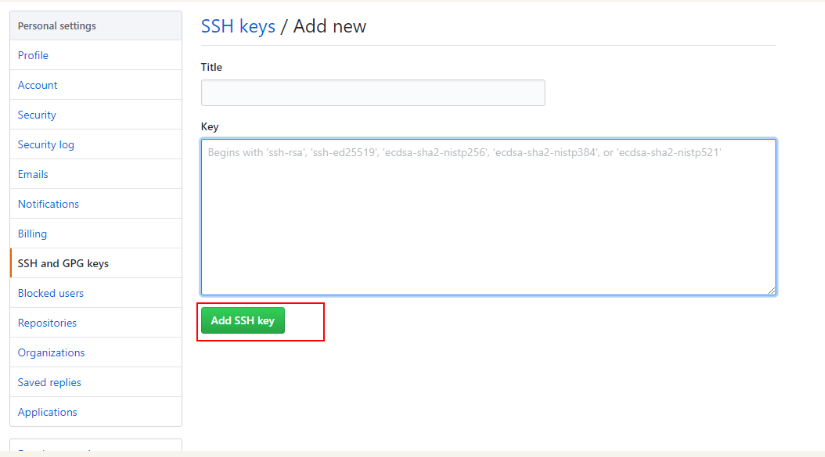 Personal settings
Profile
Account
Security
Security log
Emails
Notifications
Billing
SSH and GPG keys
Blocked users
Repositories
Organizations
Saved replies
Applications
SSH keys / Add new
Title
Key
Begins with 'ssh-rsa', 'ssh-ed25519', 'ecdsa-sha2-nistp256', 'ecdsa-sha2-nistp384', or 'ecdsa-sha2-nistp521'
Add SSH key